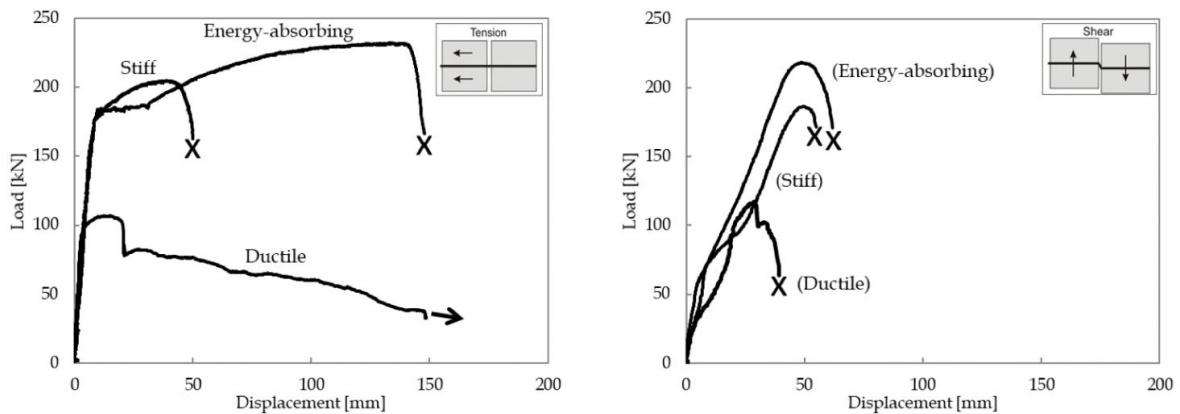 250
200
150
100
50
0
Load [kN]
0 50 100 150 200
Displacement [mm]
Energy-absorbing
Stiff
Ductile
Tension
X
X
250
200
150
100
50
0
Load [kN]
0 50 100 150 200
Displacement [mm]
(Energy-absorbing)
(Stiff)
(Ductile)
Shear
X
X
X